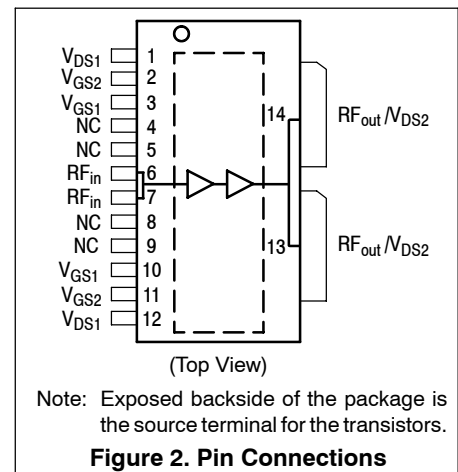 V_DS1 1
V_GS2 2
V_GS1 3
NC 4
NC 5
RF_in 6
RF_in 7
NC 8
NC 9
V_GS1 10
V_GS2 11
V_DS1 12
14 RF_out/V_DS2
13 RF_out/V_DS2
(Top View)
Note: Exposed backside of the package is
the source terminal for the transistors.
Figure 2. Pin Connections